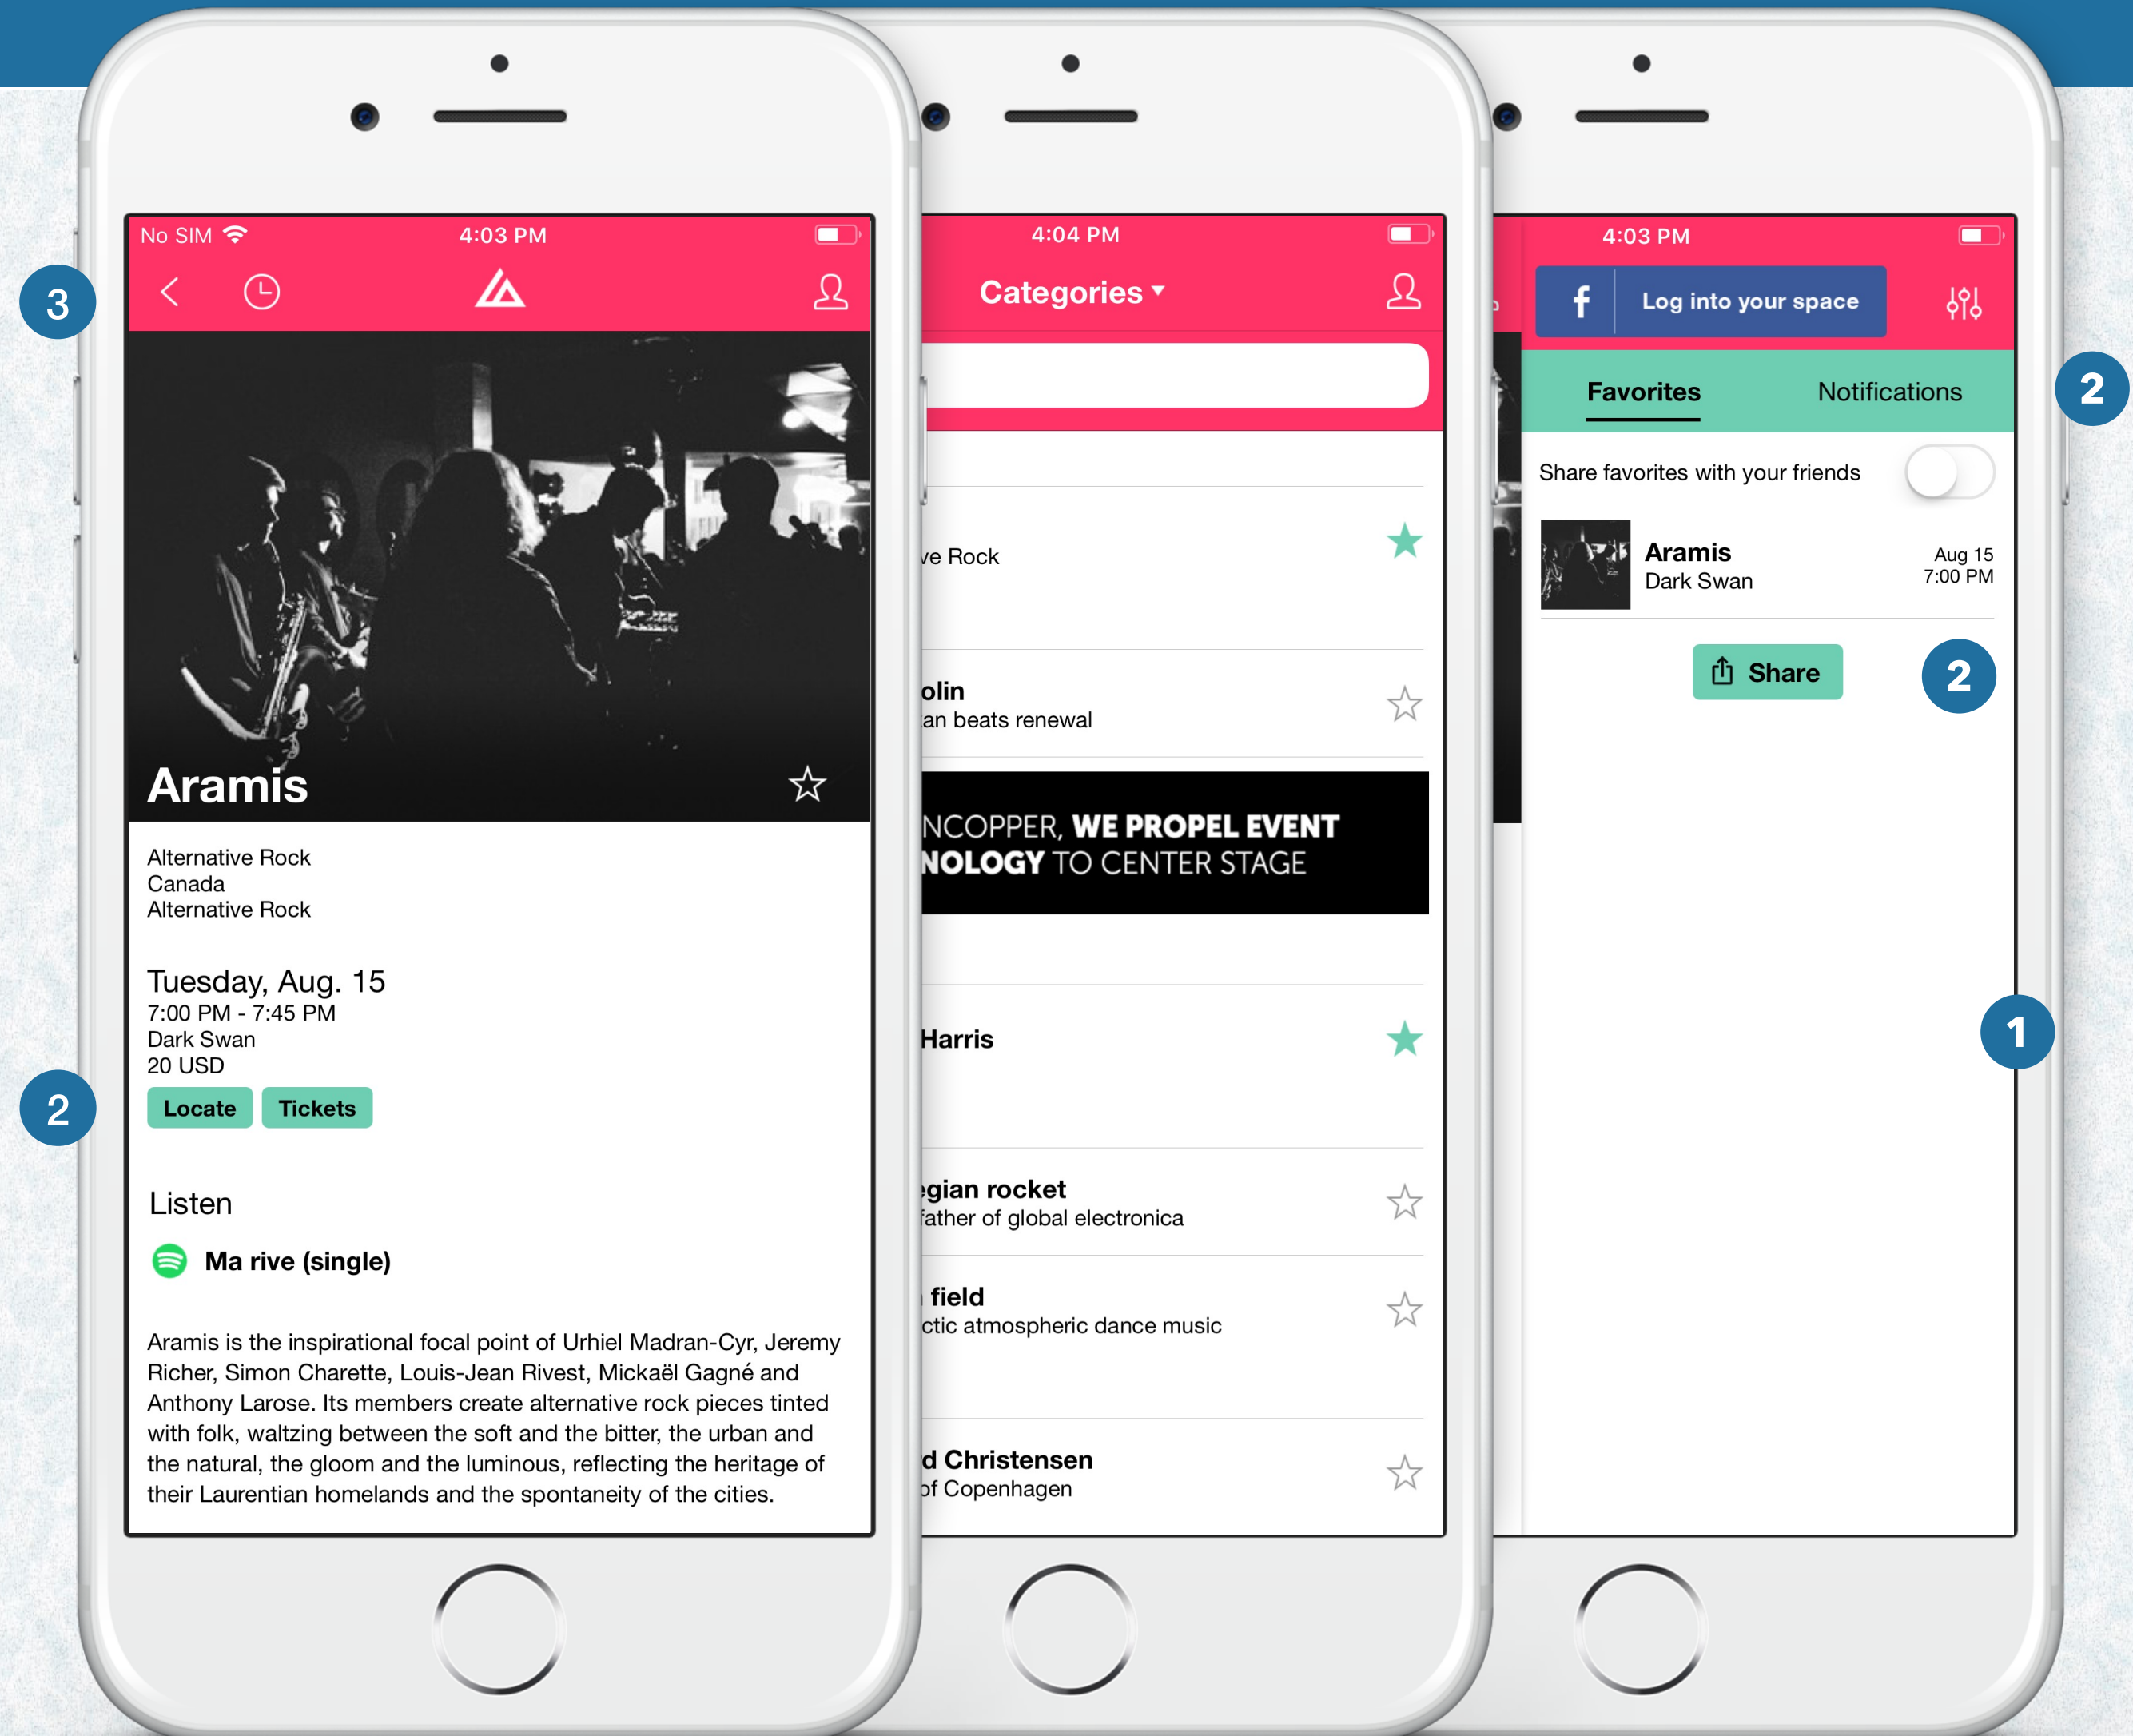 No SIM
4:03 PM
3
Aramis
Alternative Rock
Canada
Alternative Rock
Tuesday, Aug. 15
7:00 PM - 7:45 PM
Dark Swan
20 USD
2
Locate
Tickets
Listen
Ma rive (single)
Aramis is the inspirational focal point of Urhiel Madran-Cyr, Jeremy
Richer, Simon Charette, Louis-Jean Rivest, Mickaël Gagné and
Anthony Larose. Its members create alternative rock pieces tinted
with folk, waltzing between the soft and the bitter, the urban and
the natural, the gloom and the luminous, reflecting the heritage of
their Laurentian homelands and the spontaneity of the cities.
4:04 PM
Categories
ve Rock
olin
an beats renewal
NCOPPER, WE PROPEL EVENT
NOLOGY TO CENTER STAGE
Harris
egian rocket
father of global electronica
field
ctic atmospheric dance music
d Christensen
of Copenhagen
4:03 PM
f Log into your space
Favorites
Notifications
2
Share favorites with your friends
Aramis
Dark Swan
Aug 15
7:00 PM
Share
2
1